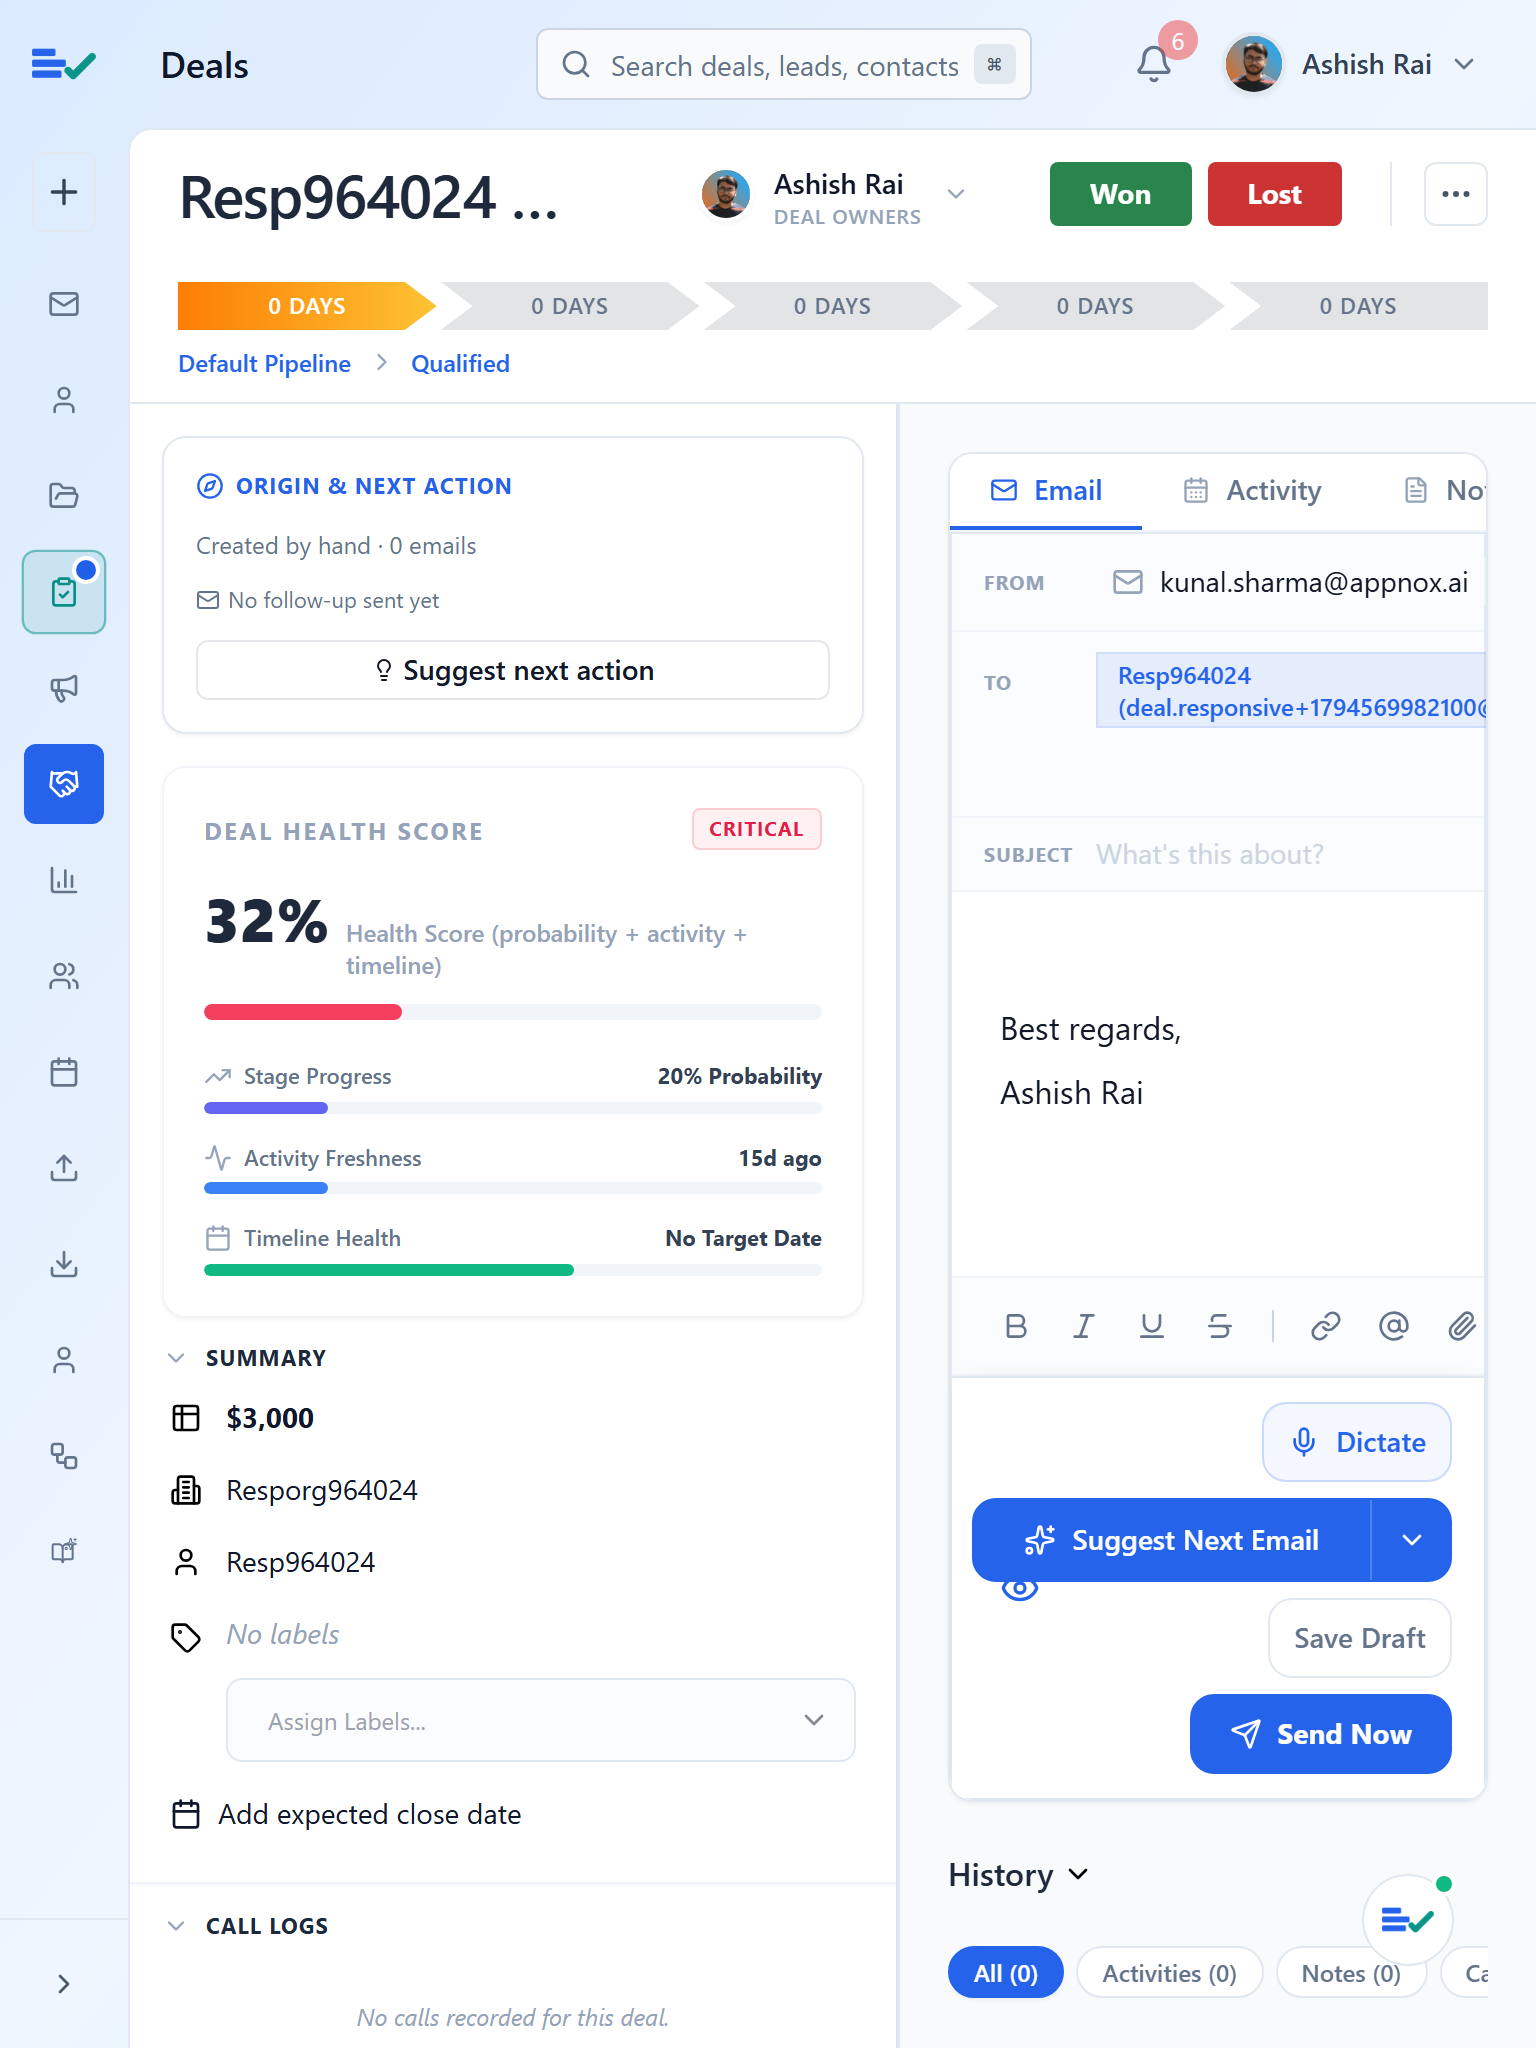 Deals
Search deals, leads, contacts
⌘
6
Ashish Rai
Resp964024 ...
Ashish Rai
DEAL OWNERS
Won
Lost
0 DAYS
0 DAYS
0 DAYS
0 DAYS
0 DAYS
Default Pipeline
Qualified
ORIGIN & NEXT ACTION
Created by hand · 0 emails
No follow-up sent yet
Suggest next action
DEAL HEALTH SCORE
CRITICAL
32%
Health Score (probability + activity +
timeline)
Stage Progress
20% Probability
Activity Freshness
15d ago
Timeline Health
No Target Date
SUMMARY
$3,000
Resporg964024
Resp964024
No labels
Assign Labels...
Add expected close date
CALL LOGS
No calls recorded for this deal.
Email
Activity
FROM
kunal.sharma@appnox.ai
TO
Resp964024
(deal.responsive+1794569982100@
SUBJECT
What's this about?
Best regards,
Ashish Rai
Dictate
Suggest Next Email
Save Draft
Send Now
History
All (0)
Activities (0)
Notes (0)